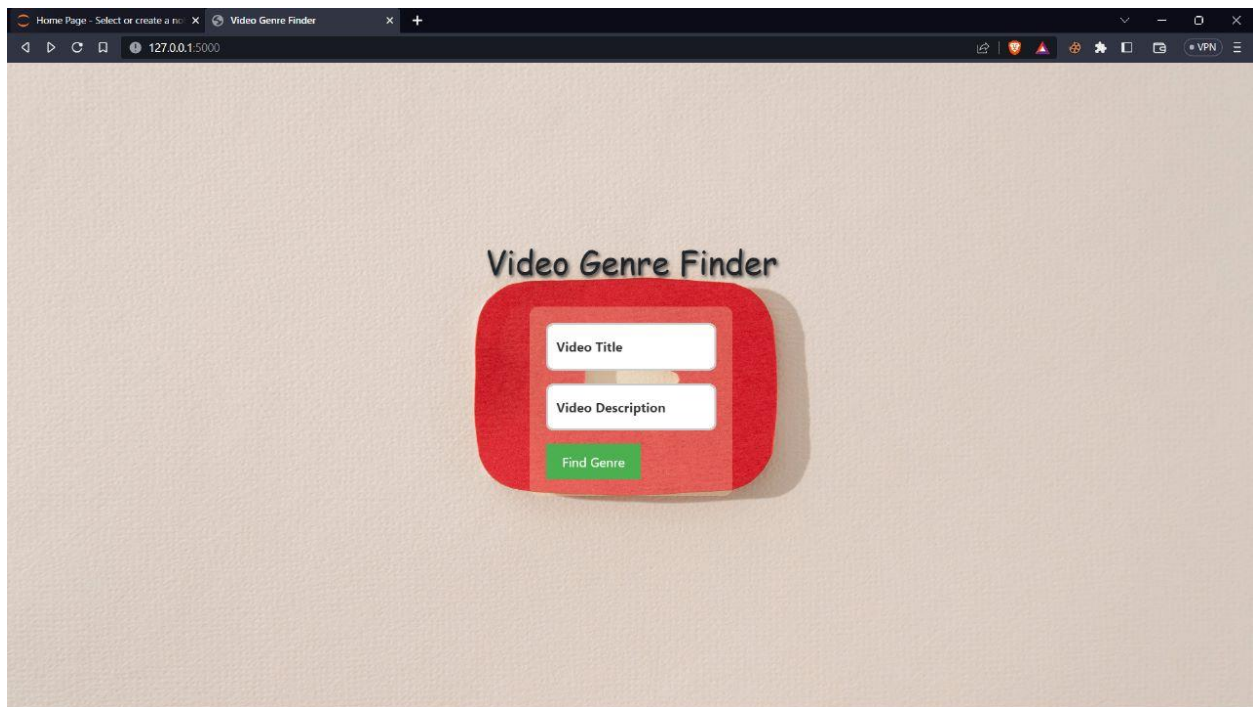 Home Page - Select or create a no
Video Genre Finder
127.0.0.1:5000
VPN
Video Genre Finder
Video Title
Video Description
Find Genre